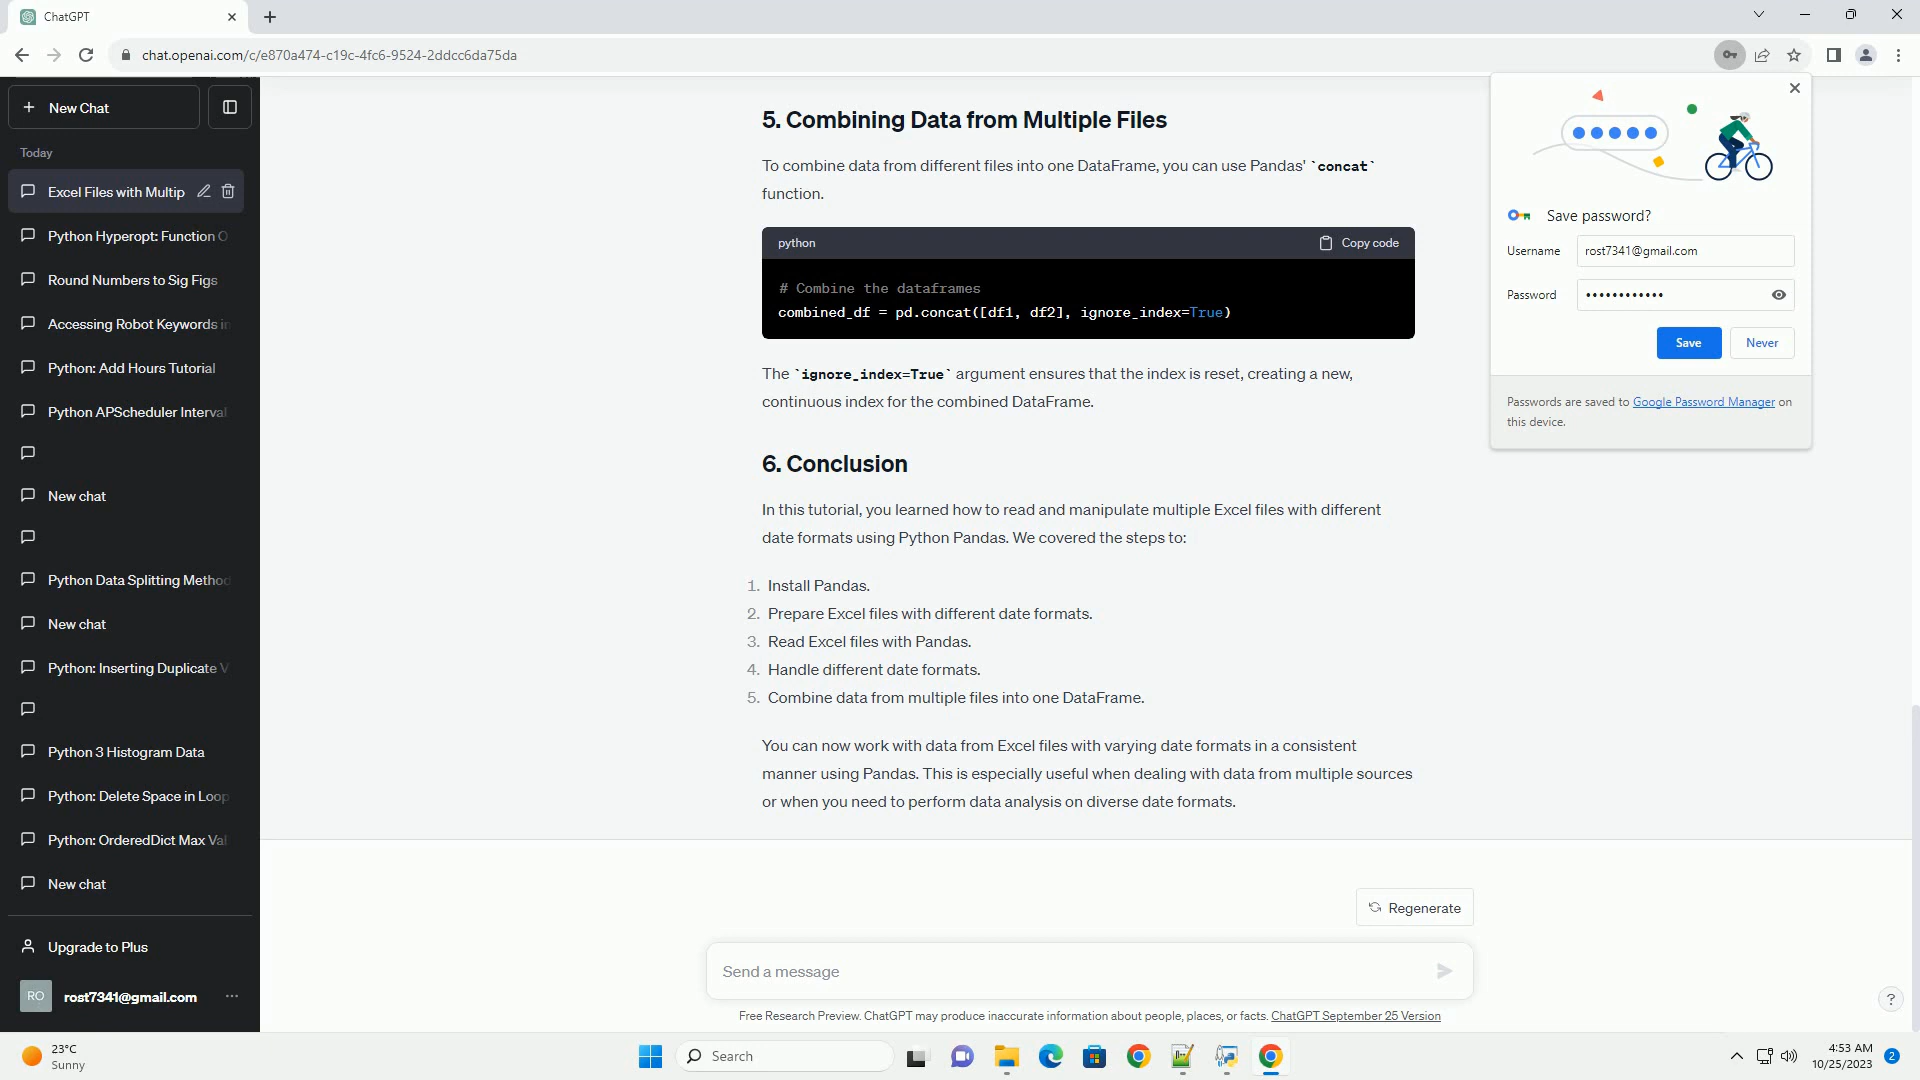 ChatGPT
chat.openai.com/c/e870a474-c19c-4fc6-9524-2ddcc6da75da
New Chat
Today
Excel Files with Multip
Python Hyperopt: Function O
Round Numbers to Sig Figs
Accessing Robot Keywords in
Python: Add Hours Tutorial
Python APScheduler Interval
New chat
Python Data Splitting Method
New chat
Python: Inserting Duplicate V
Python 3 Histogram Data
Python: Delete Space in Loop
Python: OrderedDict Max Val
New chat
Upgrade to Plus
RO
rost7341@gmail.com
5. Combining Data from Multiple Files
To combine data from different files into one DataFrame, you can use Pandas' `concat`
function.
python
Copy code
# Combine the dataframes
combined_df = pd.concat([df1, df2], ignore_index=True)
The `ignore_index=True` argument ensures that the index is reset, creating a new,
continuous index for the combined DataFrame.
6. Conclusion
In this tutorial, you learned how to read and manipulate multiple Excel files with different
date formats using Python Pandas. We covered the steps to:
1. Install Pandas.
2. Prepare Excel files with different date formats.
3. Read Excel files with Pandas.
4. Handle different date formats.
5. Combine data from multiple files into one DataFrame.
You can now work with data from Excel files with varying date formats in a consistent
manner using Pandas. This is especially useful when dealing with data from multiple sources
or when you need to perform data analysis on diverse date formats.
Regenerate
Send a message
Free Research Preview. ChatGPT may produce inaccurate information about people, places, or facts. ChatGPT September 25 Version
?
Save password?
Username
rost7341@gmail.com
Password
••••••••••••
Save
Never
Passwords are saved to Google Password Manager on
this device.
23°C
Sunny
Search
4:53 AM
10/25/2023
2